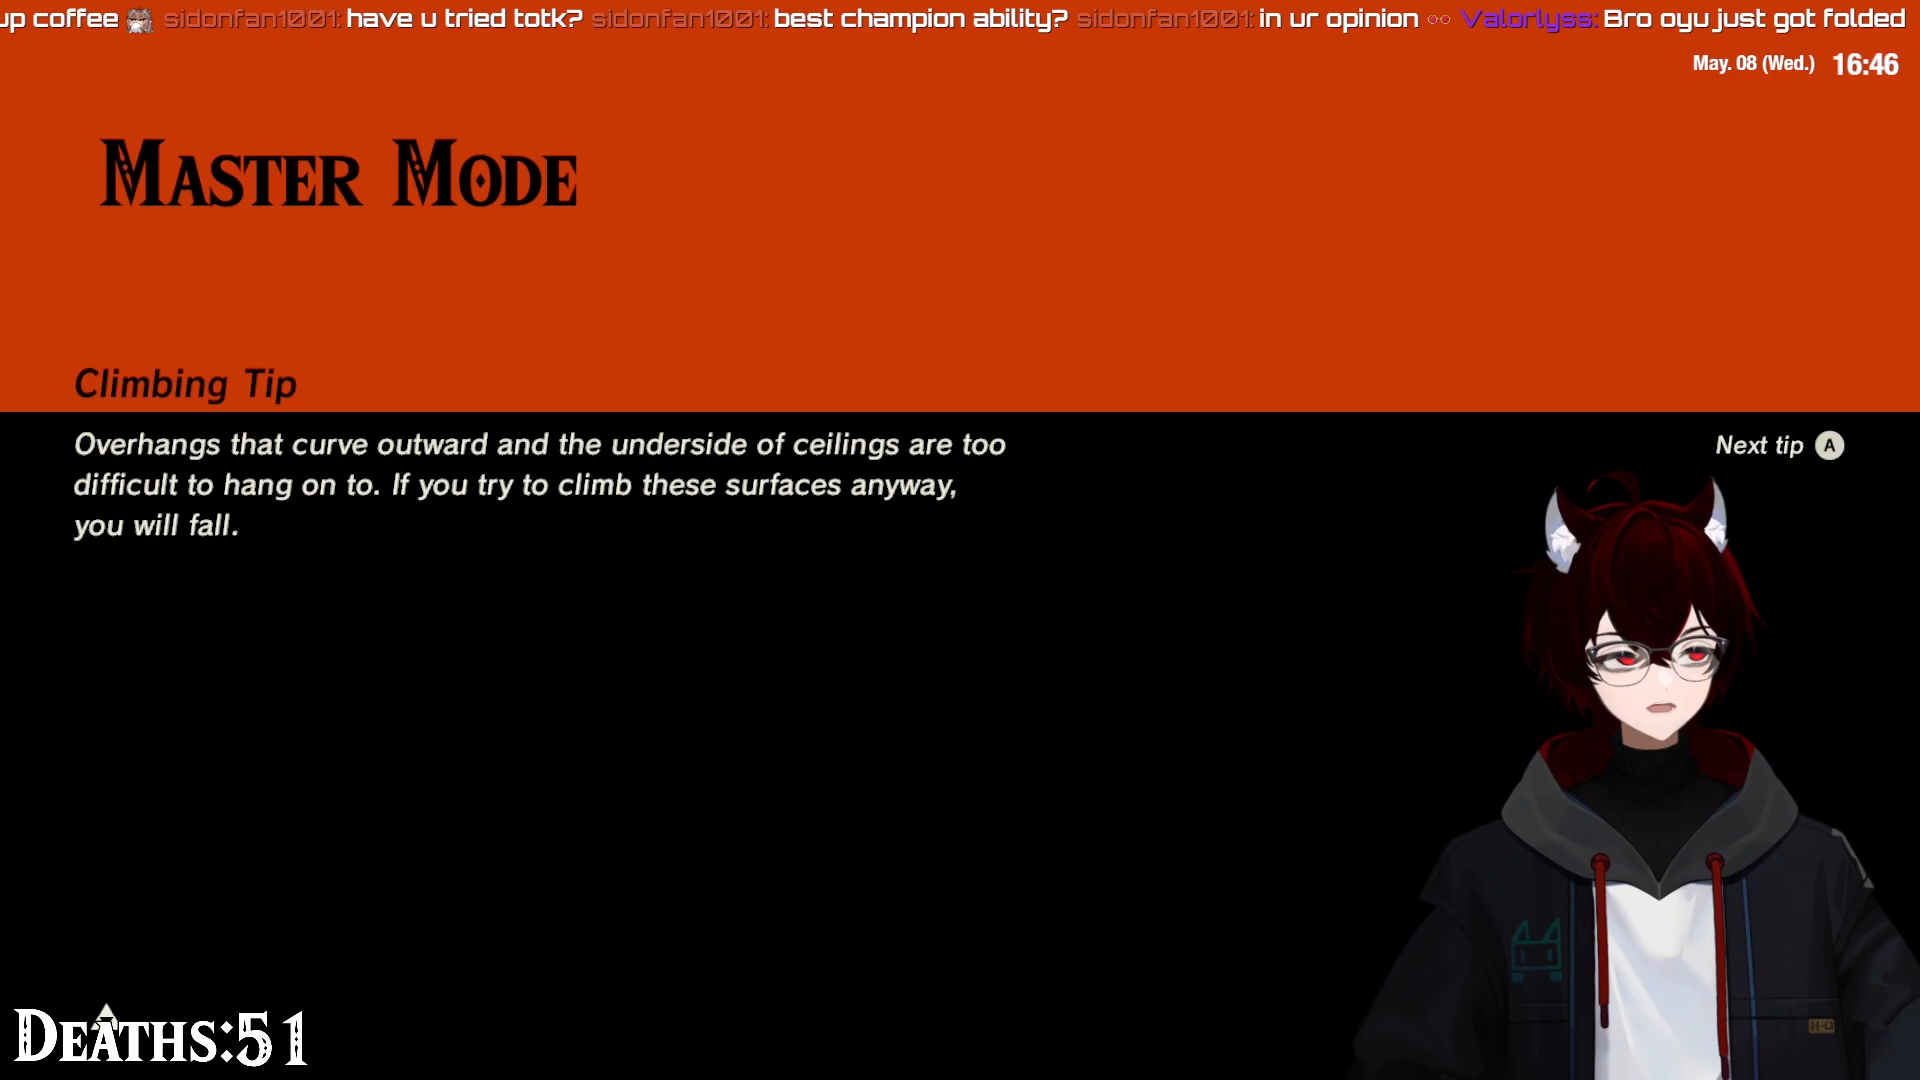 up coffee sidonfan1001: have u tried totk? sidonfan1001: best champion ability? sidonfan1001: in ur opinion Valorlyss: Bro oyu just got folded
May. 08 (Wed.) 16:46
Master Mode
Climbing Tip
Overhangs that curve outward and the underside of ceilings are too
difficult to hang on to. If you try to climb these surfaces anyway,
you will fall.
Next tip A
H-0
Deaths:51